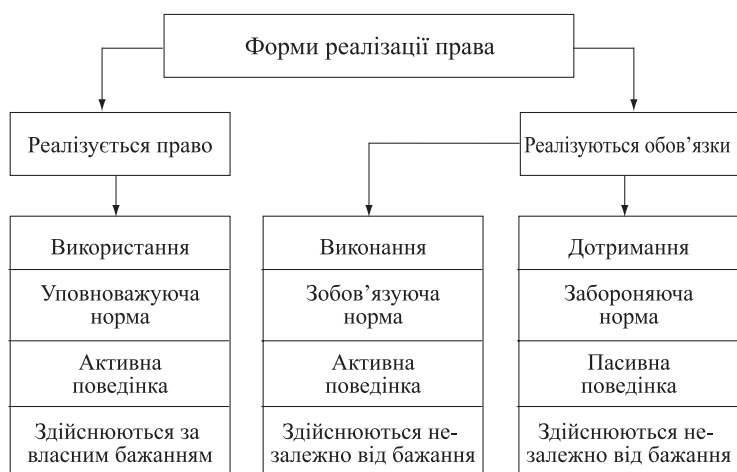 Форми реалізації права
Реалізується право
Реалізуються обов’язки
Використання
Уповноважуюча
норма
Активна
поведінка
Здійснюються за
власним бажанням
Виконання
Зобов’язуюча
норма
Активна
поведінка
Здійснюються не-
залежно від бажання
Дотримання
Забороняюча
норма
Пасивна
поведінка
Здійснюються не-
залежно від бажання